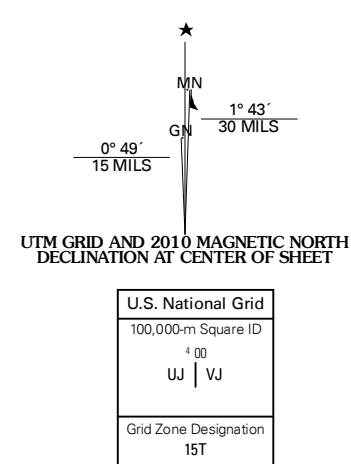 ★
MN
1° 43´
30 MILS
GN
0° 49´
15 MILS
UTM GRID AND 2010 MAGNETIC NORTH
DECLINATION AT CENTER OF SHEET
U.S. National Grid
100,000-m Square ID
4 00
UJ | VJ
Grid Zone Designation
15T